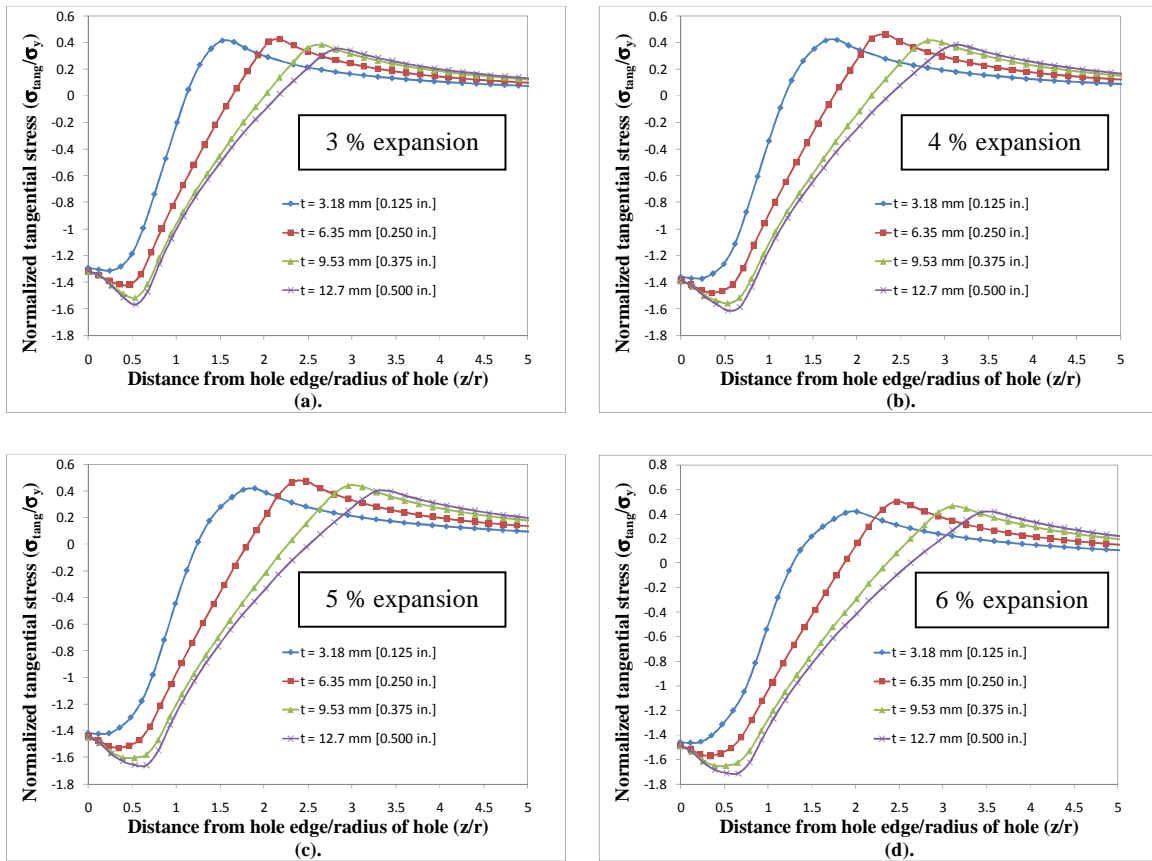 Normalized tangential stress (σtang/σy)
0.6
0.4
0.2
0
-0.2
-0.4
-0.6
-0.8
-1
-1.2
-1.4
-1.6
-1.8
3 % expansion
t = 3.18 mm [0.125 in.]
t = 6.35 mm [0.250 in.]
t = 9.53 mm [0.375 in.]
t = 12.7 mm [0.500 in.]
0 0.5 1 1.5 2 2.5 3 3.5 4 4.5 5
Distance from hole edge/radius of hole (z/r)
(a).
Normalized tangential stress (σtang/σy)
0.6
0.4
0.2
0
-0.2
-0.4
-0.6
-0.8
-1
-1.2
-1.4
-1.6
-1.8
4 % expansion
t = 3.18 mm [0.125 in.]
t = 6.35 mm [0.250 in.]
t = 9.53 mm [0.375 in.]
t = 12.7 mm [0.500 in.]
0 0.5 1 1.5 2 2.5 3 3.5 4 4.5 5
Distance from hole edge/radius of hole (z/r)
(b).
Normalized tangential stress (σtang/σy)
0.6
0.4
0.2
0
-0.2
-0.4
-0.6
-0.8
-1
-1.2
-1.4
-1.6
-1.8
5 % expansion
t = 3.18 mm [0.125 in.]
t = 6.35 mm [0.250 in.]
t = 9.53 mm [0.375 in.]
t = 12.7 mm [0.500 in.]
0 0.5 1 1.5 2 2.5 3 3.5 4 4.5 5
Distance from hole edge/radius of hole (z/r)
(c).
Normalized tangential stress (σtang/σy)
0.8
0.6
0.4
0.2
0
-0.2
-0.4
-0.6
-0.8
-1
-1.2
-1.4
-1.6
-1.8
6 % expansion
t = 3.18 mm [0.125 in.]
t = 6.35 mm [0.250 in.]
t = 9.53 mm [0.375 in.]
t = 12.7 mm [0.500 in.]
0 0.5 1 1.5 2 2.5 3 3.5 4 4.5 5
Distance from hole edge/radius of hole (z/r)
(d).